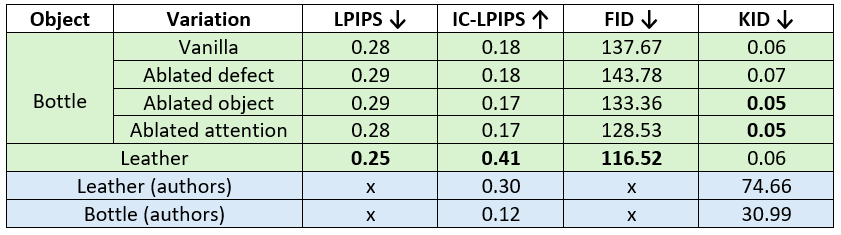 Object Variation LPIPS ↓ IC-LPIPS ↑ FID ↓ KID ↓
Bottle Vanilla 0.28 0.18 137.67 0.06
Ablated defect 0.29 0.18 143.78 0.07
Ablated object 0.29 0.17 133.36 0.05
Ablated attention 0.28 0.17 128.53 0.05
Leather 0.25 0.41 116.52 0.06
Leather (authors) x 0.30 x 74.66
Bottle (authors) x 0.12 x 30.99